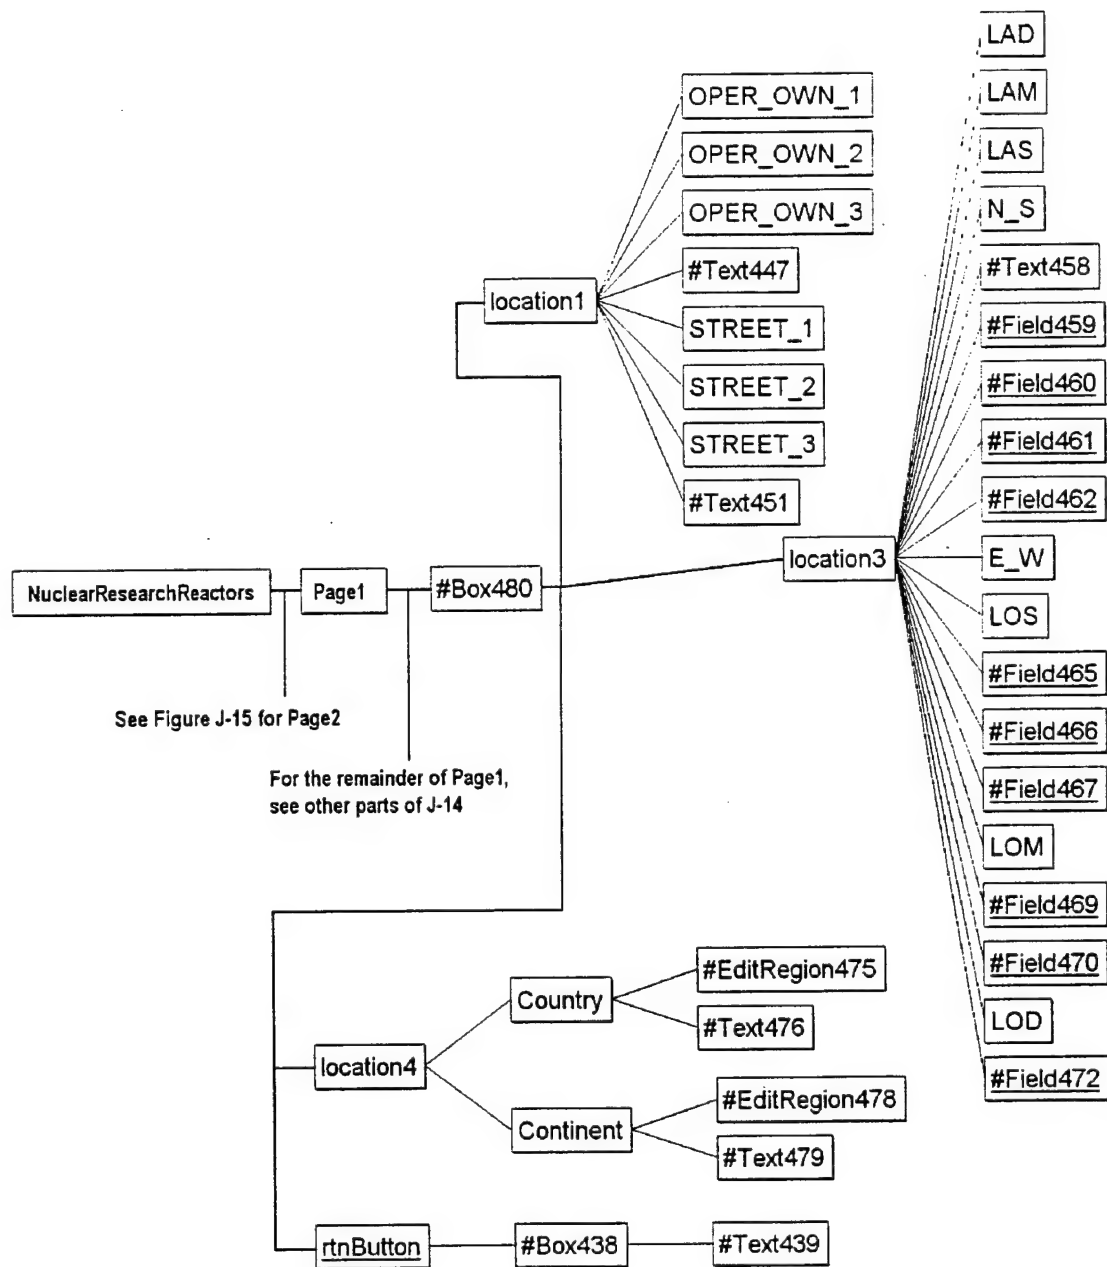 LAD
LAM
LAS
N_S
#Text458
#Field459
#Field460
#Field461
#Field462
E_W
LOS
#Field465
#Field466
#Field467
LOM
#Field469
#Field470
LOD
#Field472
OPER_OWN_1
OPER_OWN_2
OPER_OWN_3
#Text447
STREET_1
STREET_2
STREET_3
#Text451
location1
location3
NuclearResearchReactors
Page1
#Box480
See Figure J-15 for Page2
For the remainder of Page1,
see other parts of J-14
location4
Country
#EditRegion475
#Text476
Continent
#EditRegion478
#Text479
rtnButton
#Box438
#Text439